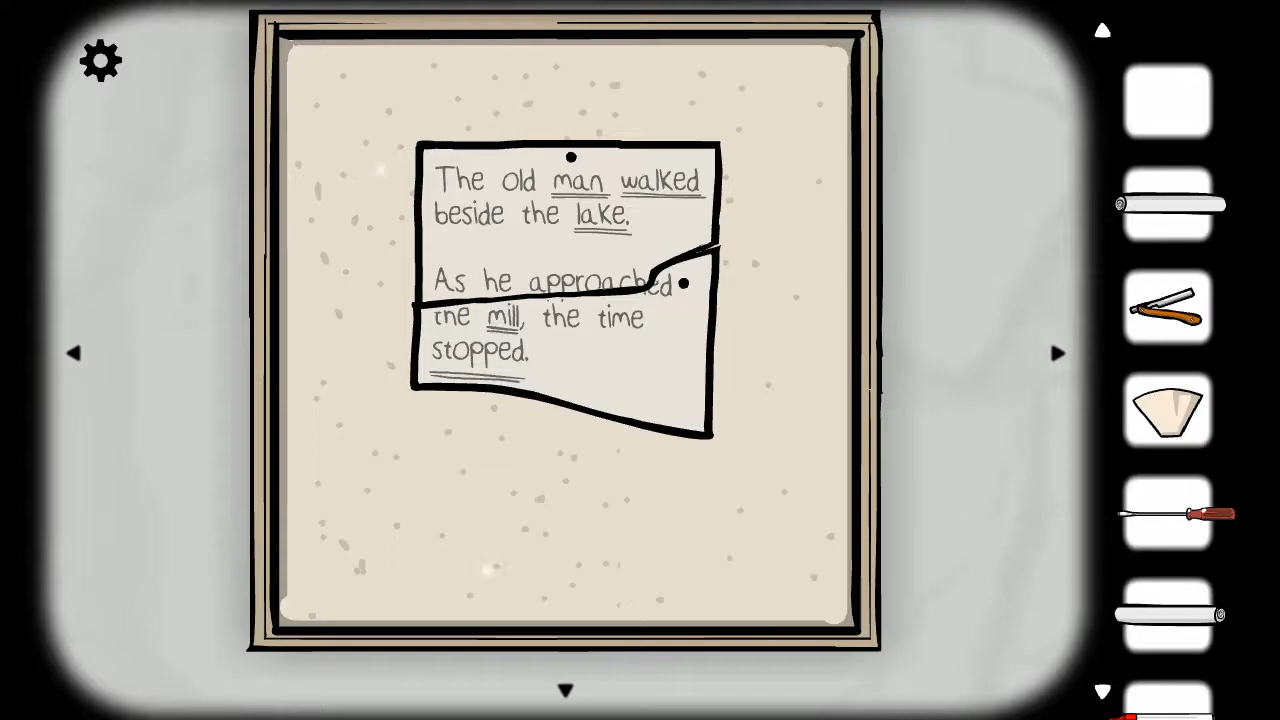 The old man walked
beside the lake.
As he approached
the mill, the time
stopped.